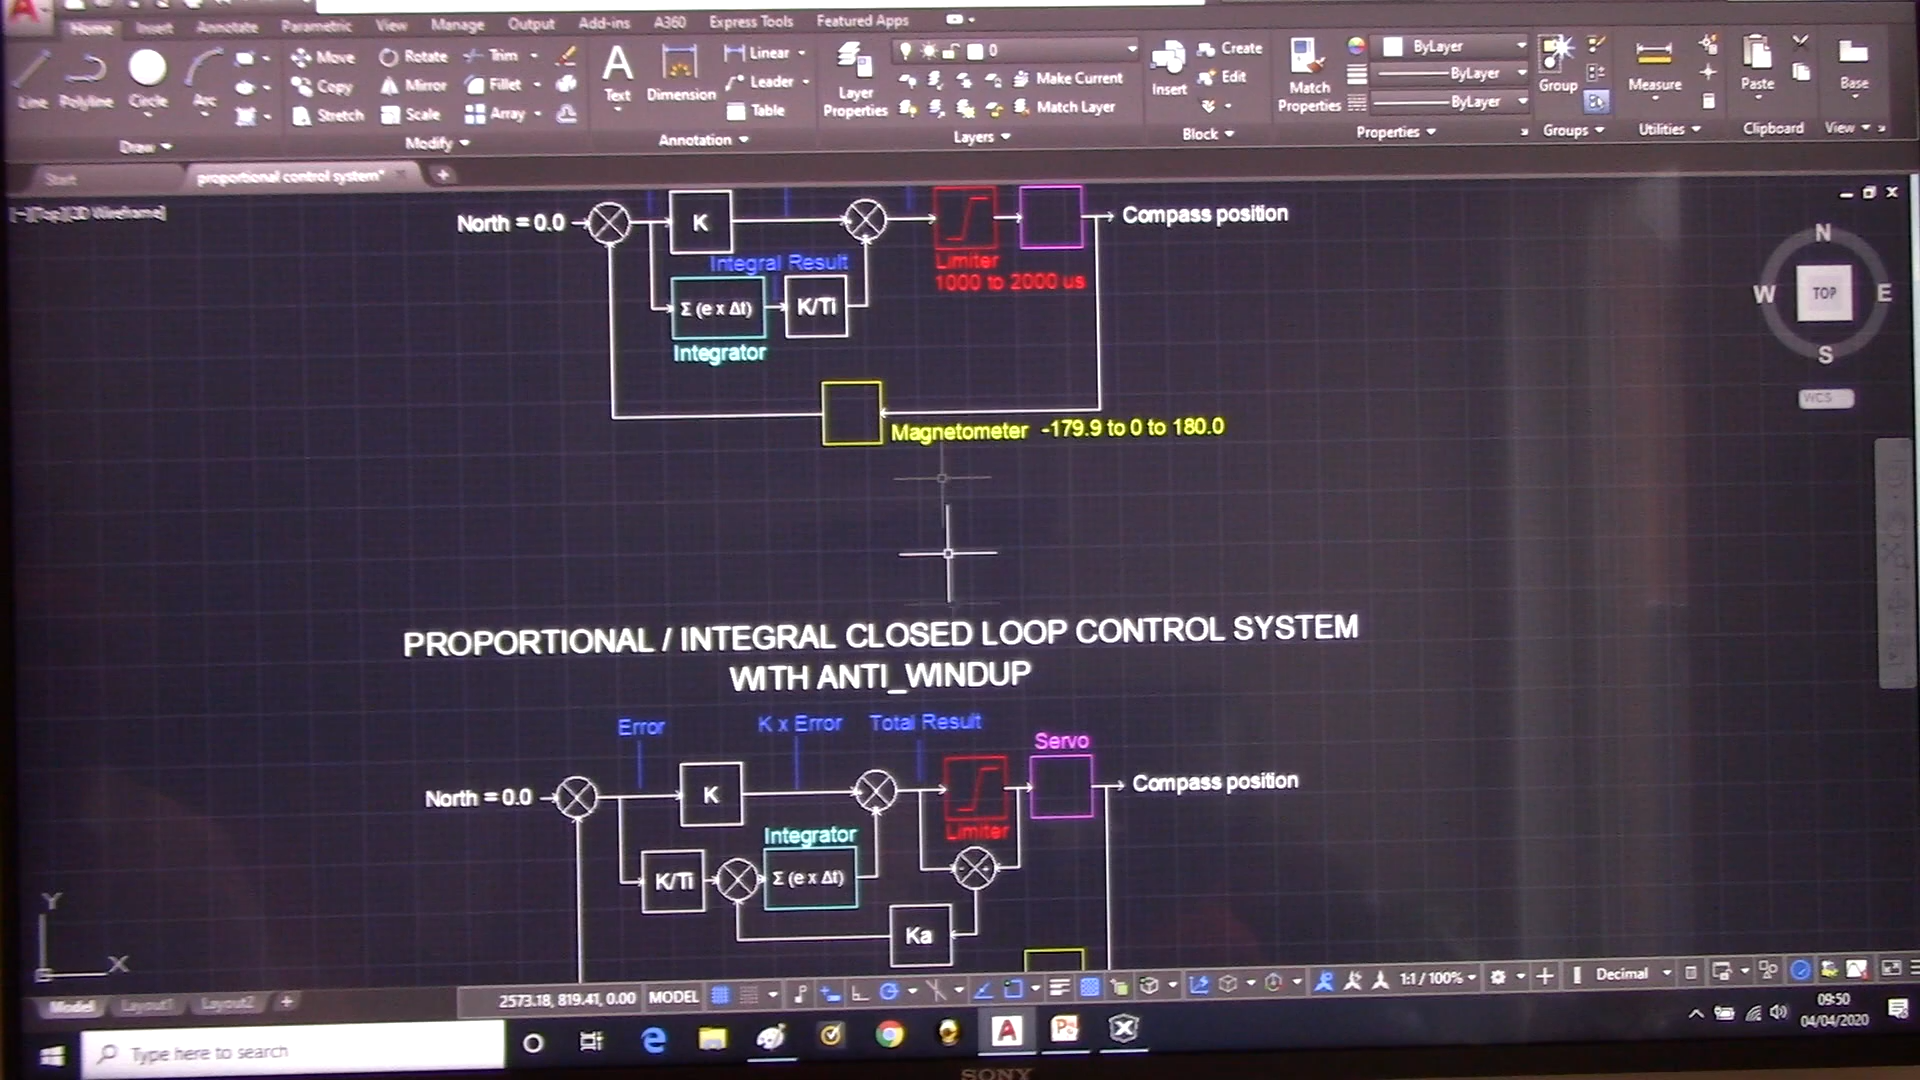 Home Insert Annotate Parametric View Manage Output Add-ins A360 Express Tools Featured Apps
Line Polyline Circle Arc
Move Rotate Trim
Copy Mirror Fillet
Stretch Scale Array
Text Dimension
Linear
Leader
Table
Layer Properties
0
Make Current
Match Layer
Insert
Create
Edit
Match Properties
ByLayer
ByLayer
ByLayer
Group
Measure
Paste
Base
Draw Modify Annotation Layers Block Properties Groups Utilities Clipboard View
Start proportional control system* +
[-][Top][2D Wireframe]
North = 0.0
K
Compass position
Integral Result
Limiter
1000 to 2000 us
Σ (e x Δt)
K/Ti
Integrator
Magnetometer -179.9 to 0 to 180.0
N
W TOP E
S
WCS
PROPORTIONAL / INTEGRAL CLOSED LOOP CONTROL SYSTEM
WITH ANTI_WINDUP
Error K x Error Total Result
Servo
North = 0.0
K
Compass position
Limiter
Integrator
K/Ti
Σ (e x Δt)
Ka
Y
X
Model Layout1 Layout2 +
2573.18, 819.41, 0.00 MODEL
1:1 / 100%
Decimal
Type here to search
09:50
04/04/2020
SONY